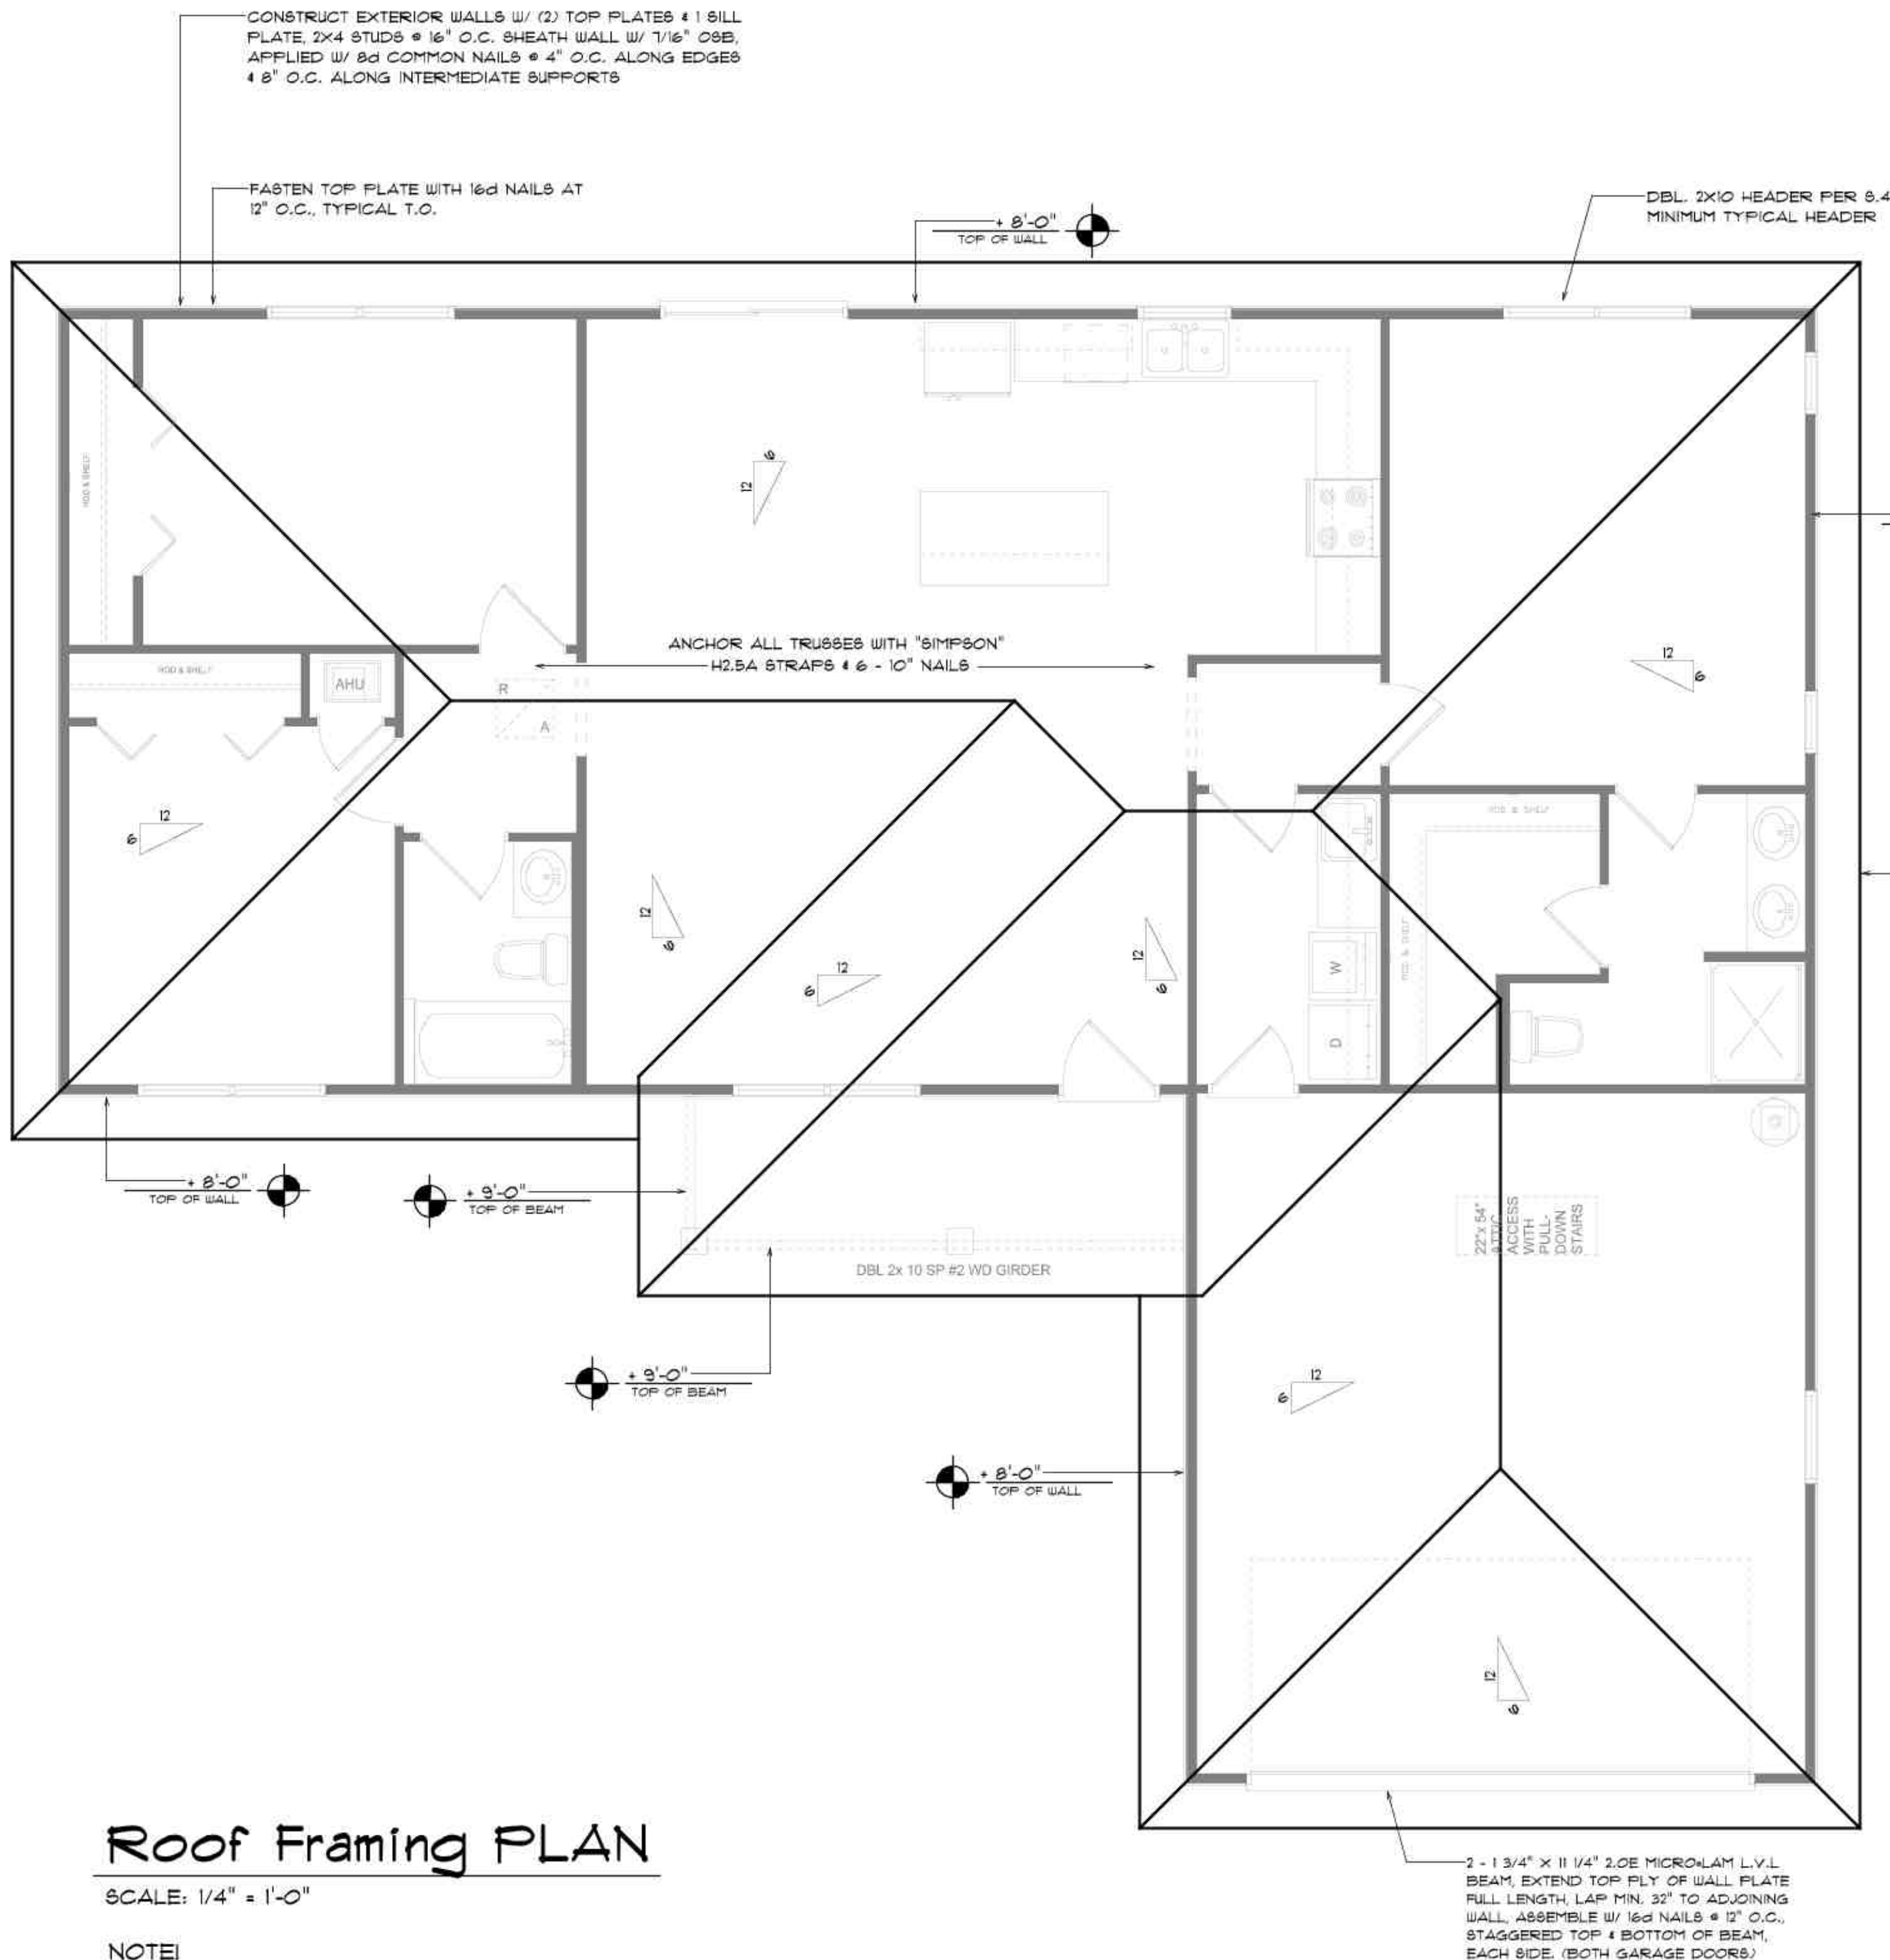 CONSTRUCT EXTERIOR WALLS W/ (2) TOP PLATES & 1 SILL
PLATE, 2X4 STUDS @ 16" O.C. SHEATH WALL W/ 7/16" OSB,
APPLIED W/ 8d COMMON NAILS @ 4" O.C. ALONG EDGES
& 8" O.C. ALONG INTERMEDIATE SUPPORTS
FASTEN TOP PLATE WITH 16d NAILS AT
12" O.C., TYPICAL T.O.
DBL. 2X10 HEADER PER S.4
MINIMUM TYPICAL HEADER
+ 8'-0"
TOP OF WALL
ROD & SHELF
6
12
ANCHOR ALL TRUSSES WITH "SIMPSON"
H2.5A STRAPS & 6 - 10" NAILS
12
6
ROD & SHELF
AHU
R
A
12
6
ROD & SHELF
12
6
12
6
12
6
ROD & SHELF
W
D
+ 8'-0"
TOP OF WALL
+ 9'-0"
TOP OF BEAM
22"x 54"
ATTIC
ACCESS
WITH
PULL-
DOWN
STAIRS
DBL 2x 10 SP #2 WD GIRDER
+ 9'-0"
TOP OF BEAM
12
6
+ 8'-0"
TOP OF WALL
12
6
Roof Framing PLAN
SCALE: 1/4" = 1'-0"
NOTE!
2 - 1 3/4" X 11 1/4" 2.0E MICRO=LAM L.V.L
BEAM, EXTEND TOP PLY OF WALL PLATE
FULL LENGTH, LAP MIN. 32" TO ADJOINING
WALL, ASSEMBLE W/ 16d NAILS @ 12" O.C.,
STAGGERED TOP & BOTTOM OF BEAM,
EACH SIDE. (BOTH GARAGE DOORS)